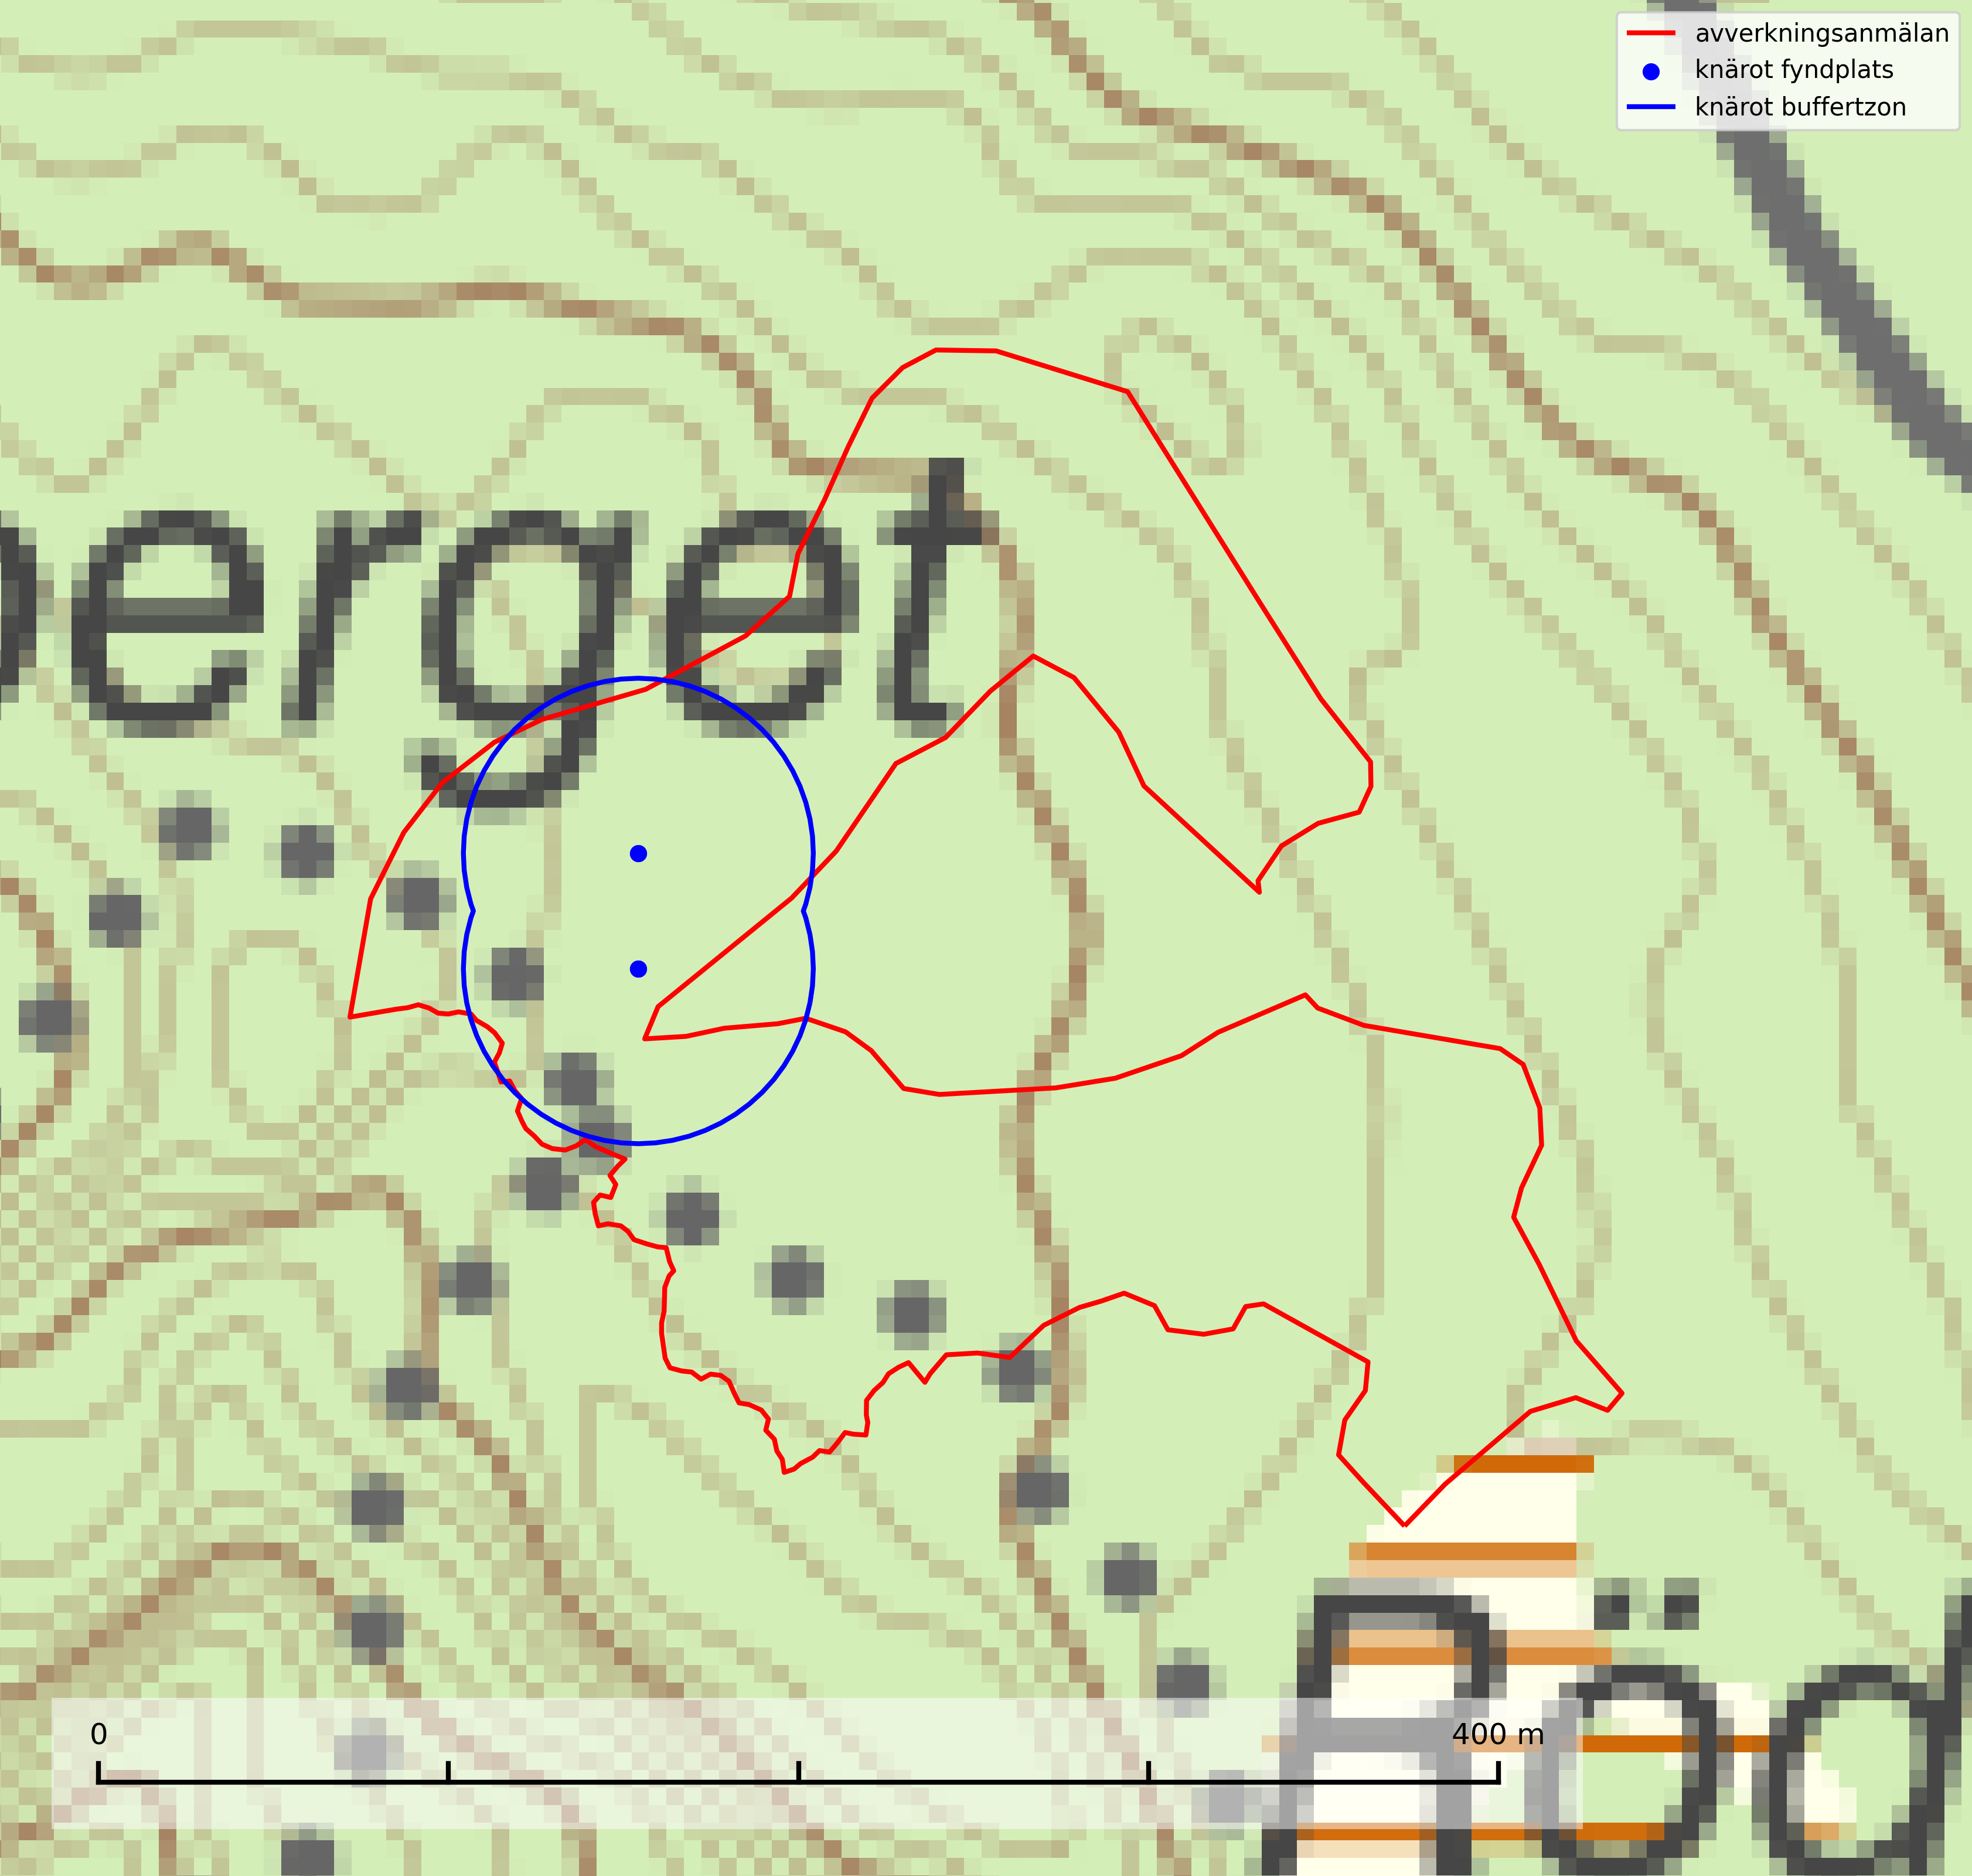 avverkningsanmälan
knärot fyndplats
knärot buffertzon
erget
0 400 m